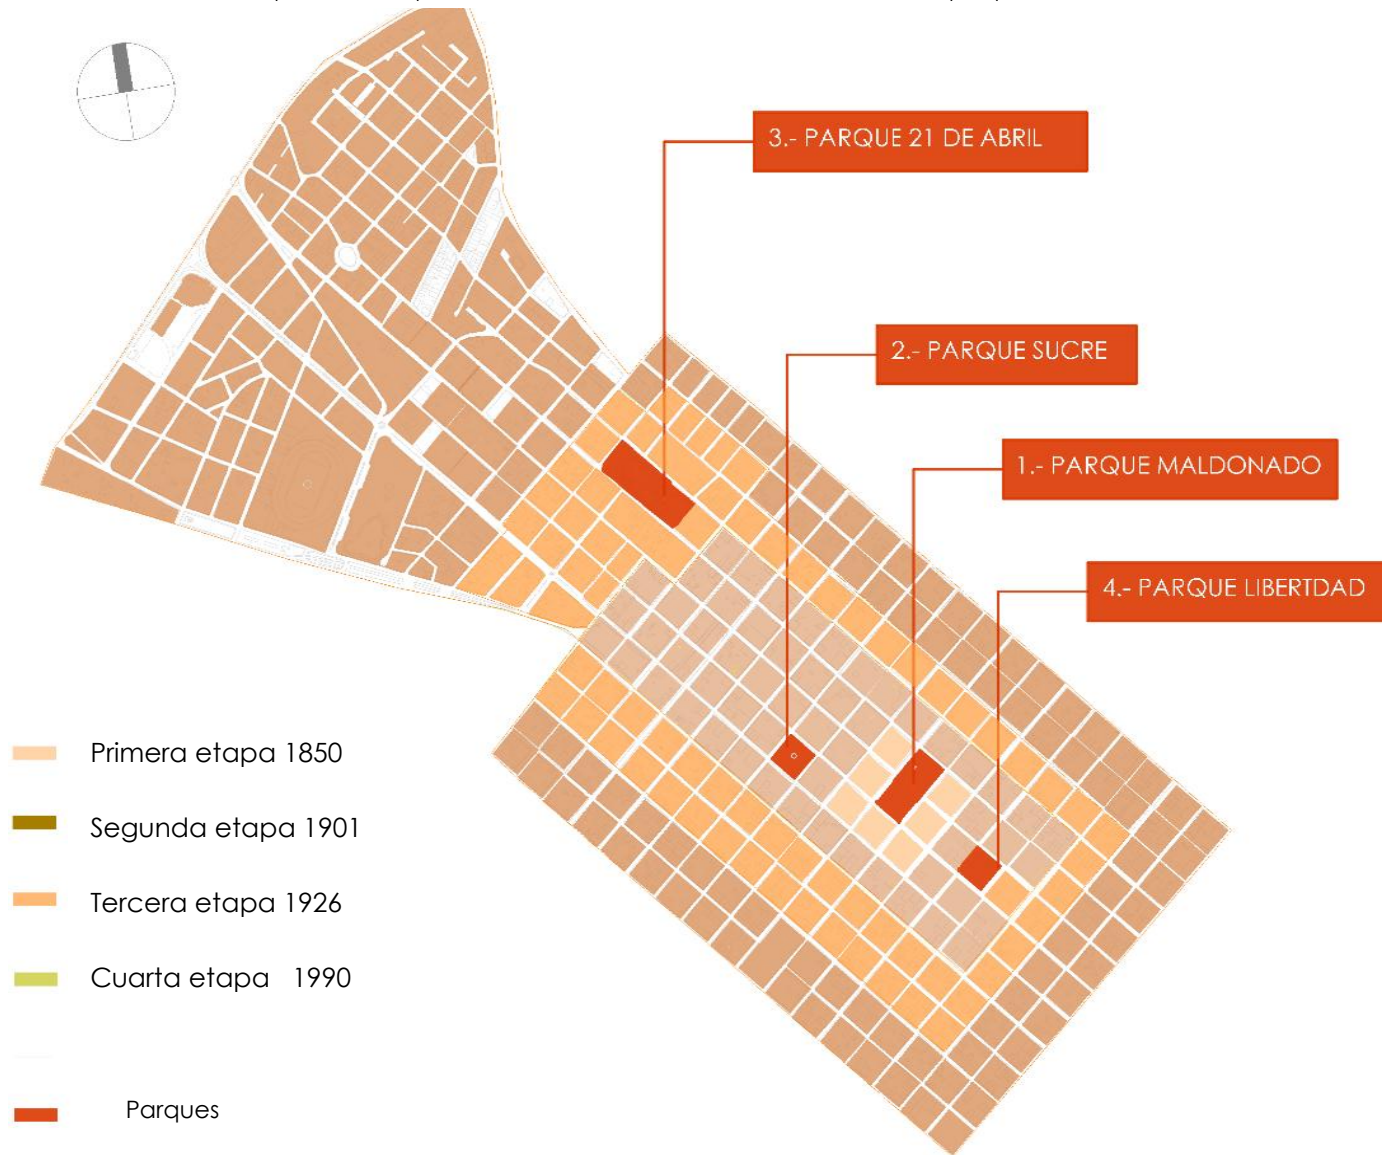 3.- PARQUE 21 DE ABRIL
2.- PARQUE SUCRE
1.- PARQUE MALDONADO
4.- PARQUE LIBERTDAD
Primera etapa 1850
Segunda etapa 1901
Tercera etapa 1926
Cuarta etapa 1990
Parques